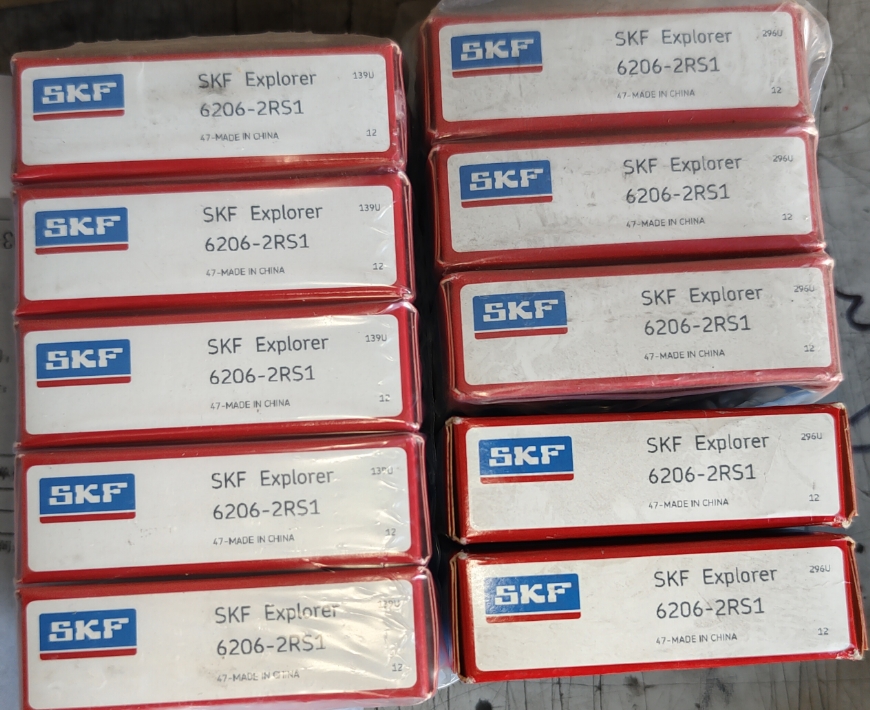 SKF
SKF Explorer 139U
6206-2RS1
47-MADE IN CHINA 12
SKF
SKF Explorer 139U
6206-2RS1
47-MADE IN CHINA 12
SKF
SKF Explorer 139U
6206-2RS1
47-MADE IN CHINA 12
SKF
SKF Explorer
6206-2RS1
47-MADE IN CHINA 12
SKF
SKF Explorer
6206-2RS1
47-MADE IN CHINA 12
SKF
SKF Explorer 296U
6206-2RS1
47-MADE IN CHINA 12
SKF
SKF Explorer 296U
6206-2RS1
47-MADE IN CHINA 12
SKF
SKF Explorer 296U
6206-2RS1
47-MADE IN CHINA 12
SKF
SKF Explorer 296U
6206-2RS1
47-MADE IN CHINA 12
SKF
SKF Explorer 296U
6206-2RS1
47-MADE IN CHINA 12